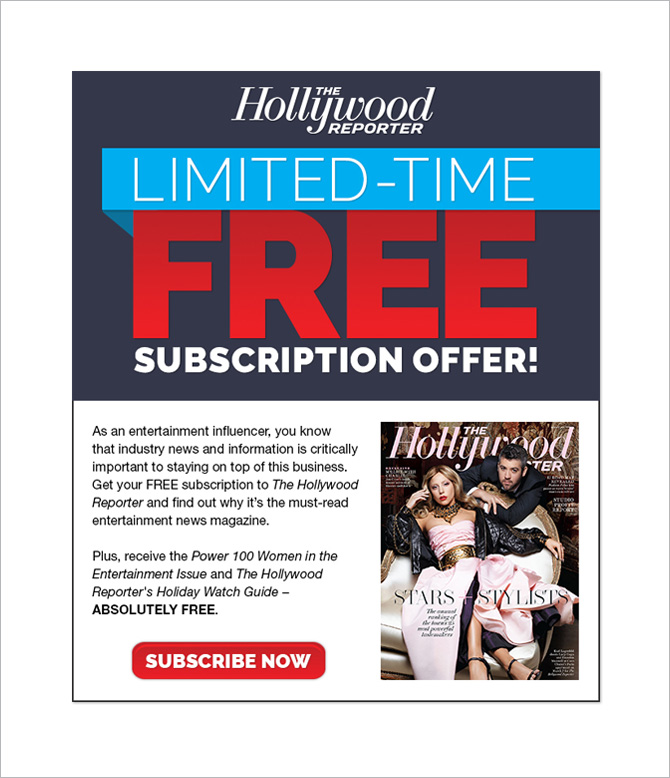 THE
Hollywood
REPORTER
LIMITED-TIME
FREE
SUBSCRIPTION OFFER!
As an entertainment influencer, you know
that industry news and information is critically
important to staying on top of this business.
Get your FREE subscription to The Hollywood
Reporter and find out why it's the must-read
entertainment news magazine.
Plus, receive the Power 100 Women in the
Entertainment Issue and The Hollywood
Reporter's Holiday Watch Guide –
ABSOLUTELY FREE.
SUBSCRIBE NOW
THE
Hollywood
REPORTER
STUDIO
PROFIT
REPORT
STARS + STYLISTS
The annual
ranking of
the town's
most powerful
lookmakers